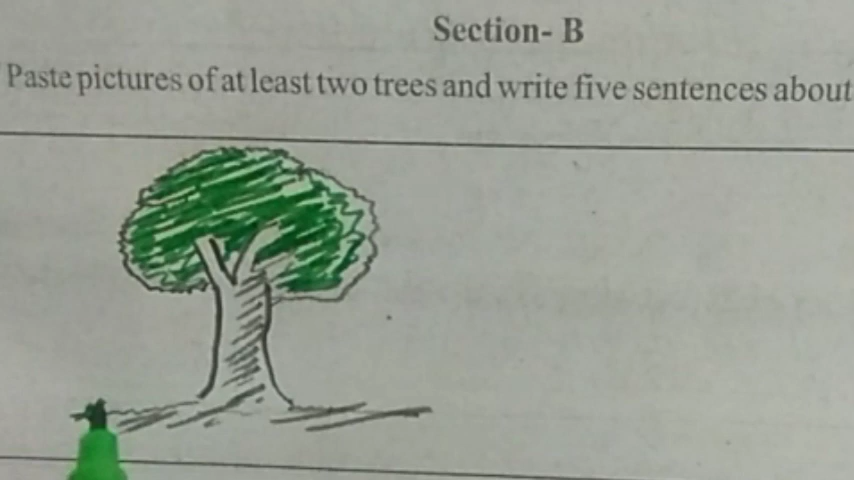 Section- B
Paste pictures of at least two trees and write five sentences about